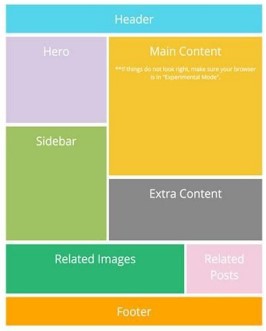 Header
Hero
Main Content
**If things do not look right, make sure your browser
is in "Experimental Mode".
Sidebar
Extra Content
Related Images
Related
Posts
Footer